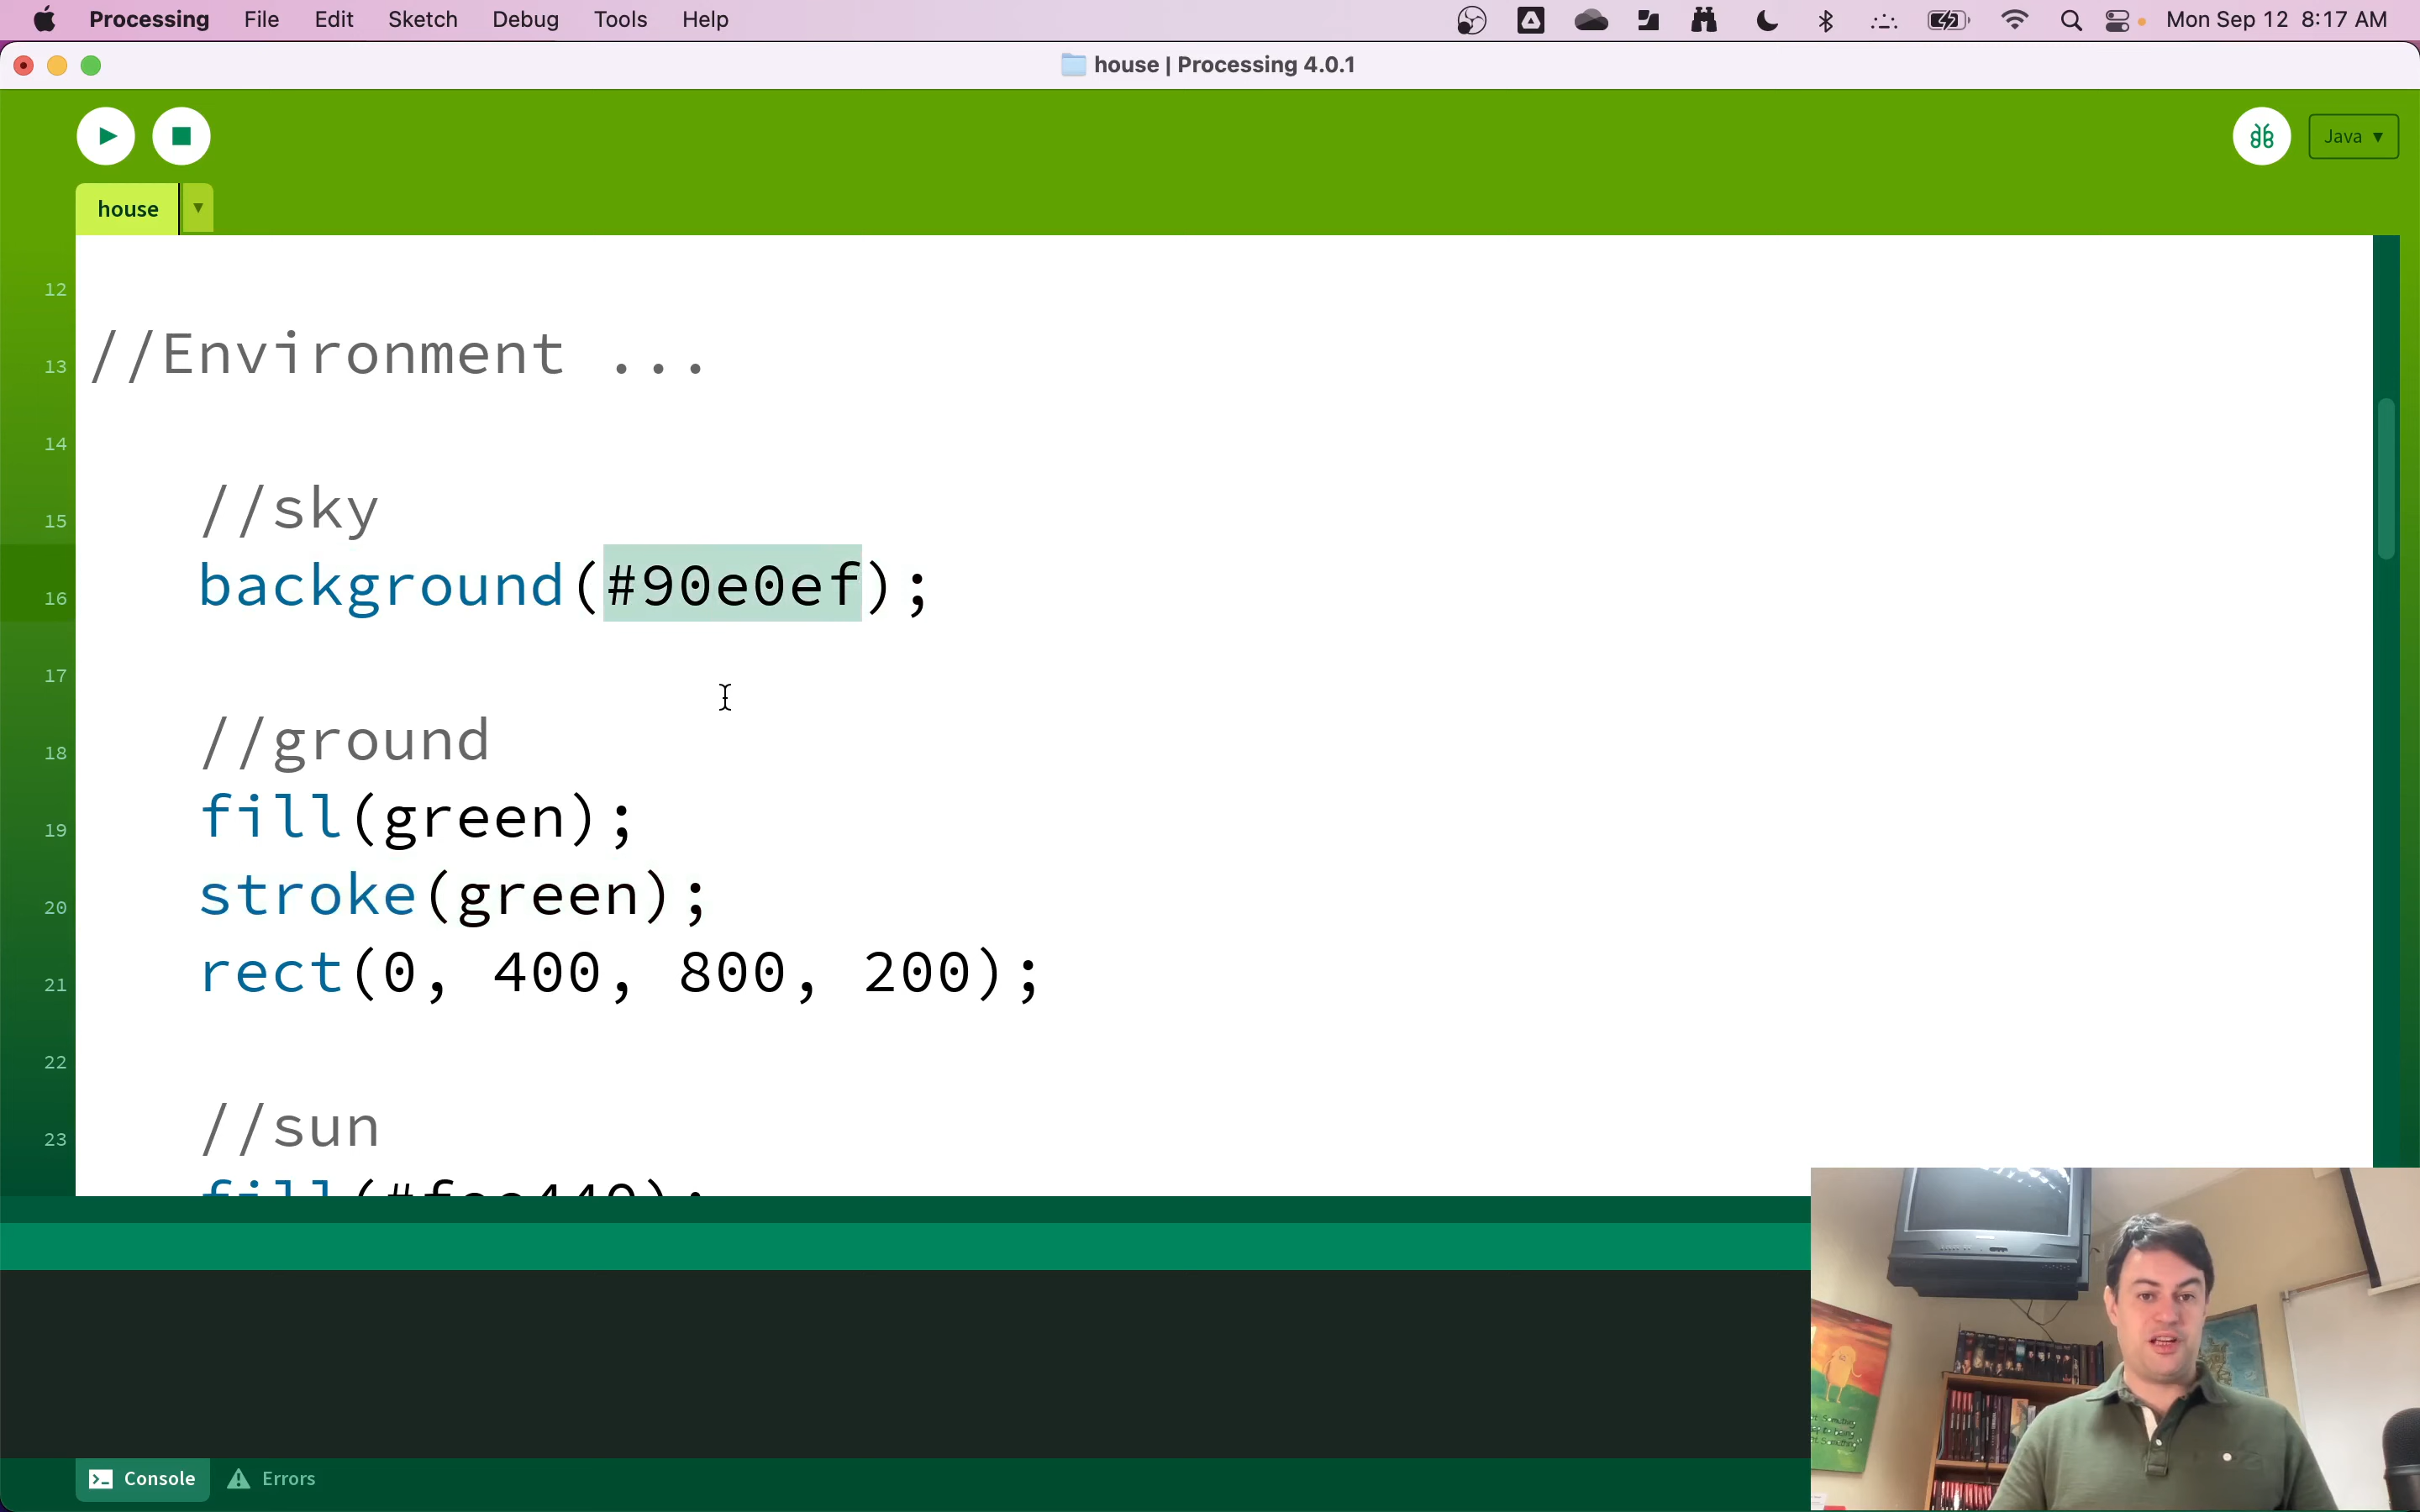 Processing File Edit Sketch Debug Tools Help Mon Sep 12 8:17 AM
house | Processing 4.0.1
Java ▼
house ▼
12
13 //Environment ...
14
15 //sky
16 background(#90e0ef);
17
18 //ground
19 fill(green);
20 stroke(green);
21 rect(0, 400, 800, 200);
22
23 //sun
Console Errors